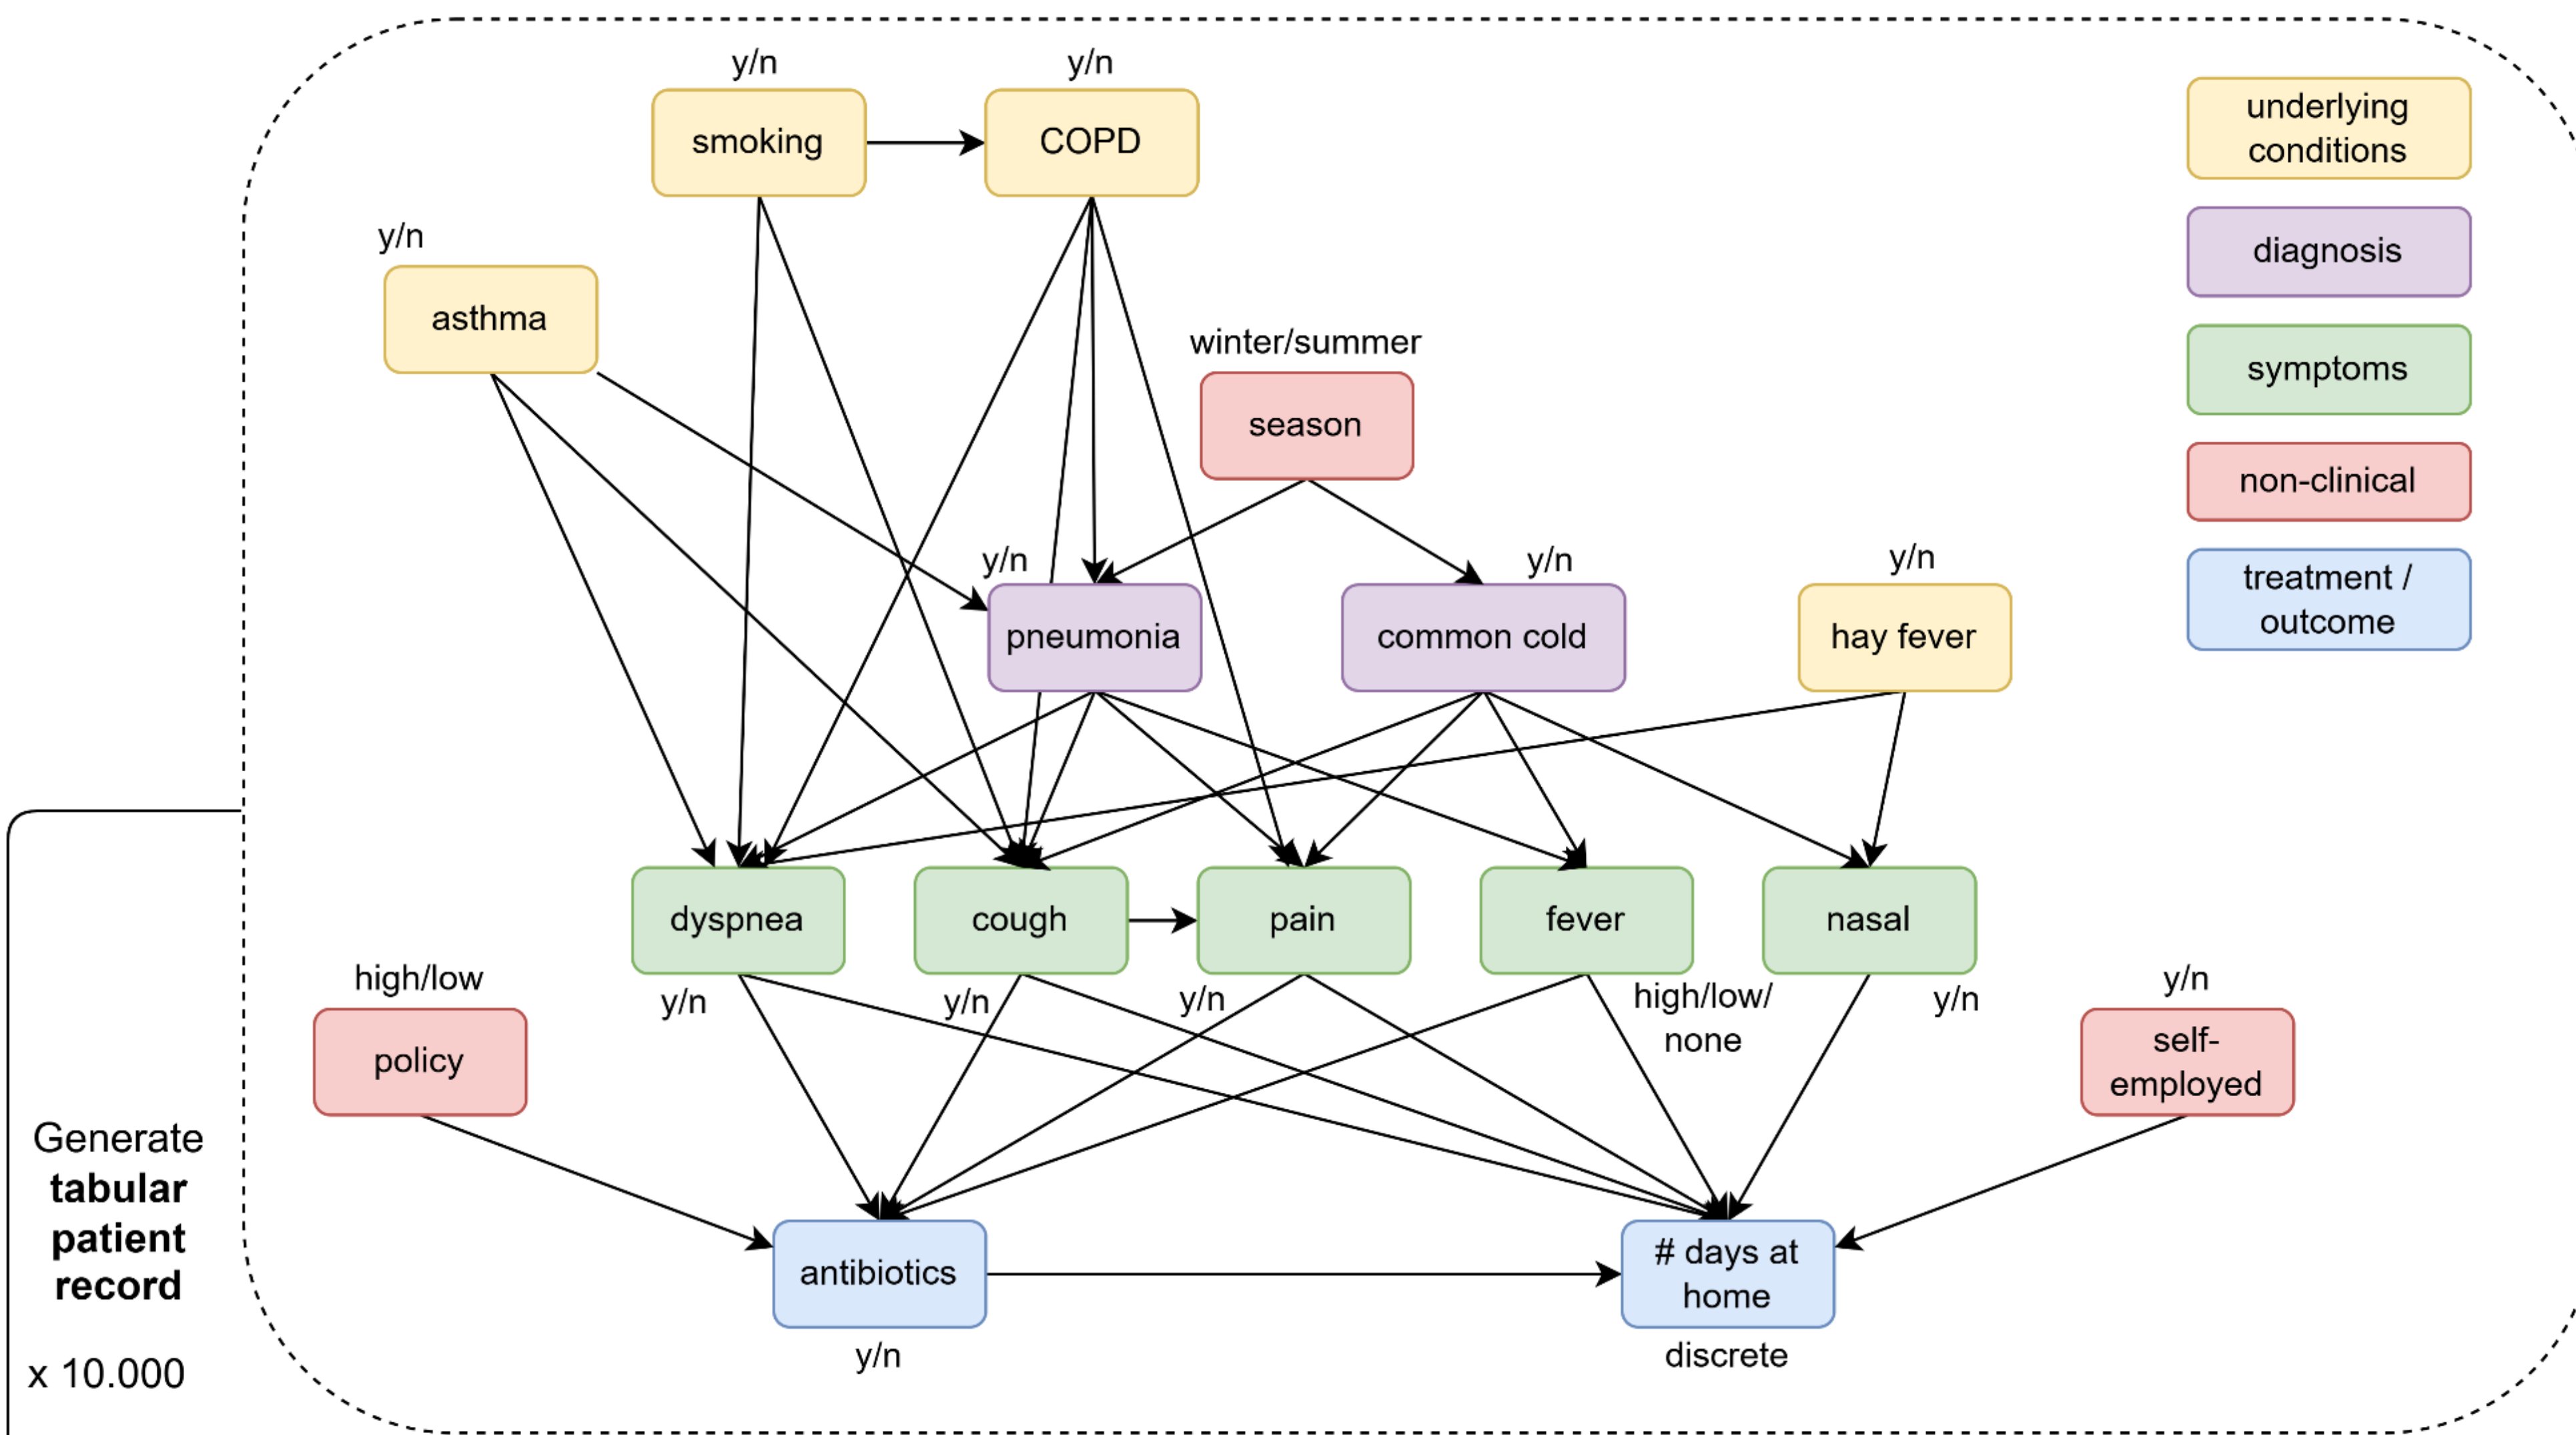 y/n
y/n
smoking
COPD
underlying
conditions
y/n
asthma
diagnosis
winter/summer
season
symptoms
non-clinical
y/n
y/n
y/n
pneumonia
common cold
hay fever
treatment /
outcome
dyspnea
cough
pain
fever
nasal
y/n
y/n
y/n
high/low/
none
y/n
high/low
policy
y/n
self-
employed
Generate
tabular
patient
record
x 10.000
antibiotics
# days at
home
y/n
discrete